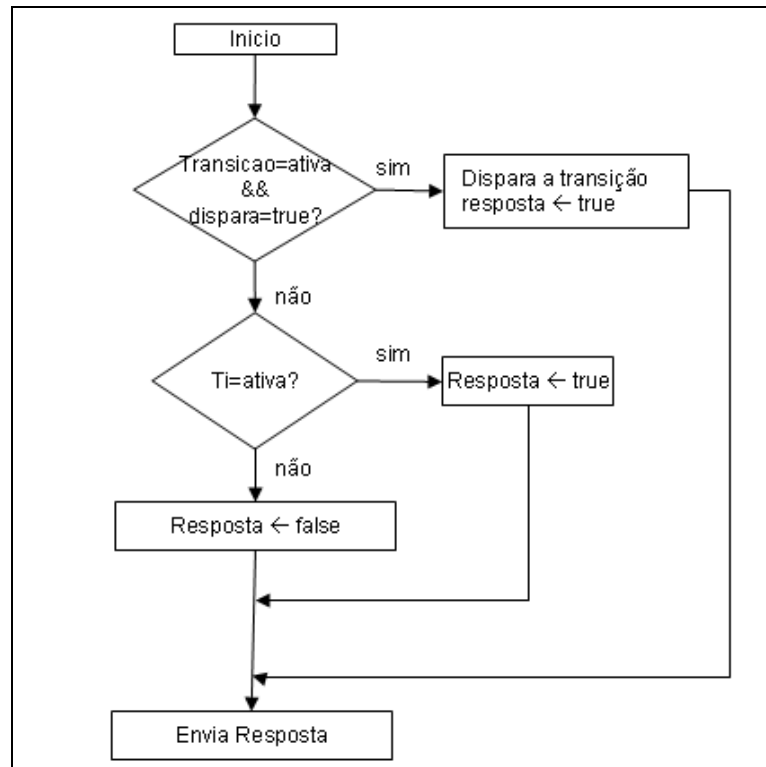 Inicio
Transicao=ativa
&&
dispara=true?
sim
Dispara a transição
resposta ← true
não
Ti=ativa?
sim
Resposta ← true
não
Resposta ← false
Envia Resposta